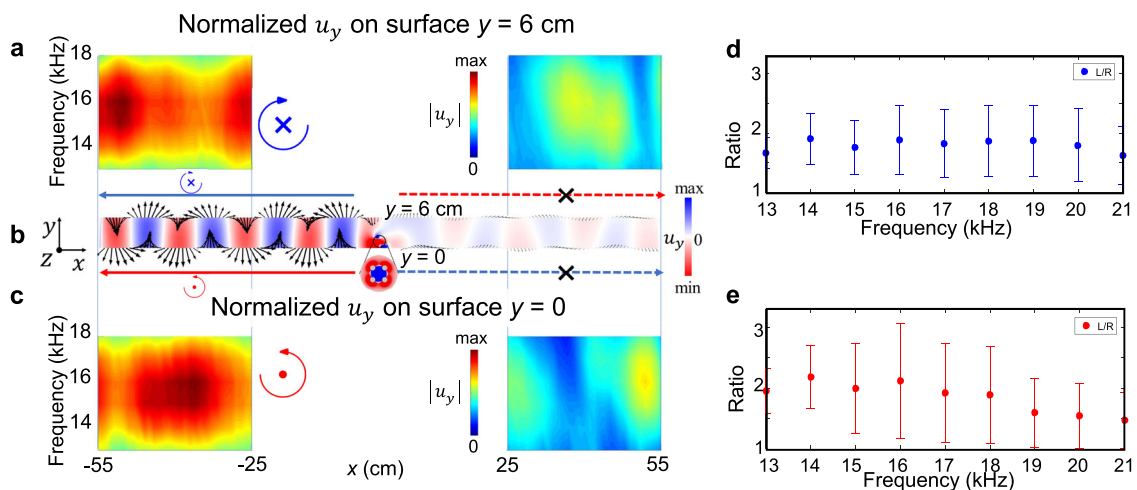 Normalized u_y on surface y = 6 cm
a
Frequency (kHz)
18
16
14
max
|u_y|
0
b
y
z
x
y = 6 cm
y = 0
max
u_y 0
min
Normalized u_y on surface y = 0
c
Frequency (kHz)
18
16
14
-55
-25
max
|u_y|
0
25
55
x (cm)
d
Ratio
3
2
1
L/R
13 14 15 16 17 18 19 20 21
Frequency (kHz)
e
Ratio
3
2
1
L/R
13 14 15 16 17 18 19 20 21
Frequency (kHz)